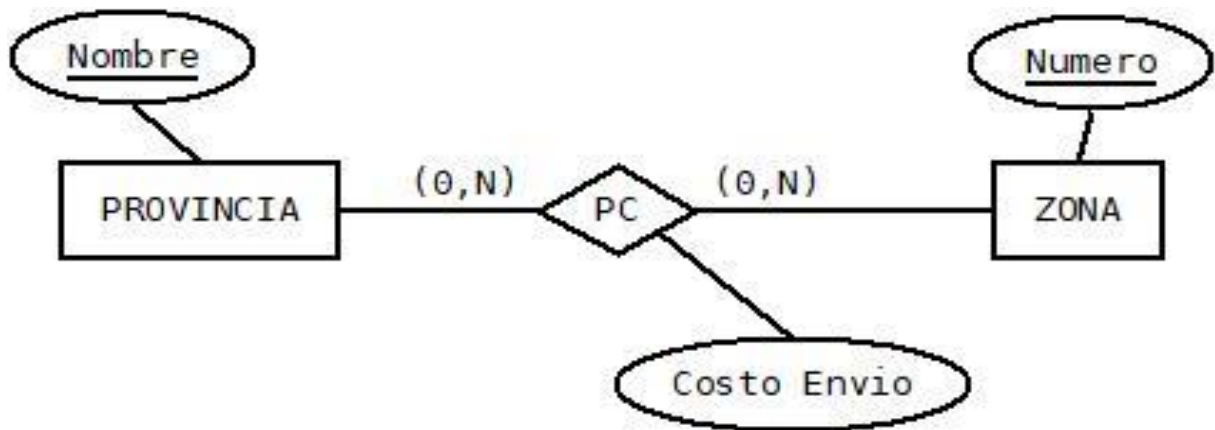 Nombre
Numero
(0,N)
(0,N)
PROVINCIA
PC
ZONA
Costo Envio